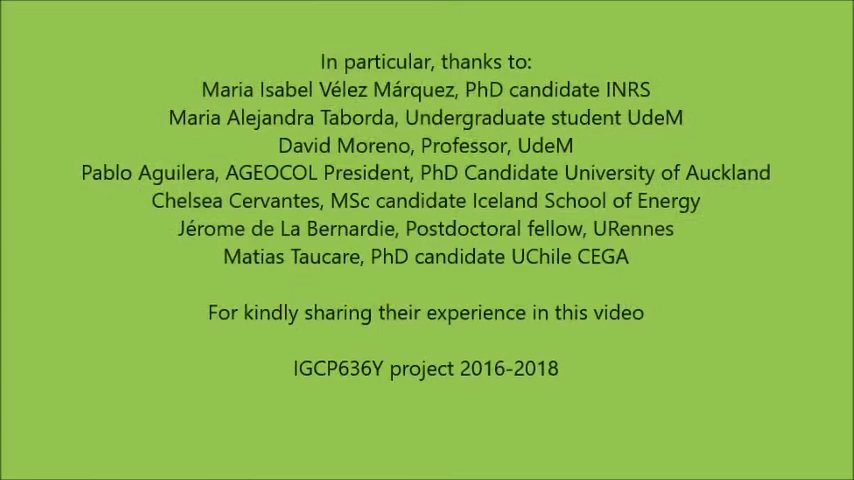 In particular, thanks to:
Maria Isabel Vélez Márquez, PhD candidate INRS
Maria Alejandra Taborda, Undergraduate student UdeM
David Moreno, Professor, UdeM
Pablo Aguilera, AGEOCOL President, PhD Candidate University of Auckland
Chelsea Cervantes, MSc candidate Iceland School of Energy
Jérome de La Bernardie, Postdoctoral fellow, URennes
Matias Taucare, PhD candidate UChile CEGA
For kindly sharing their experience in this video
IGCP636Y project 2016-2018